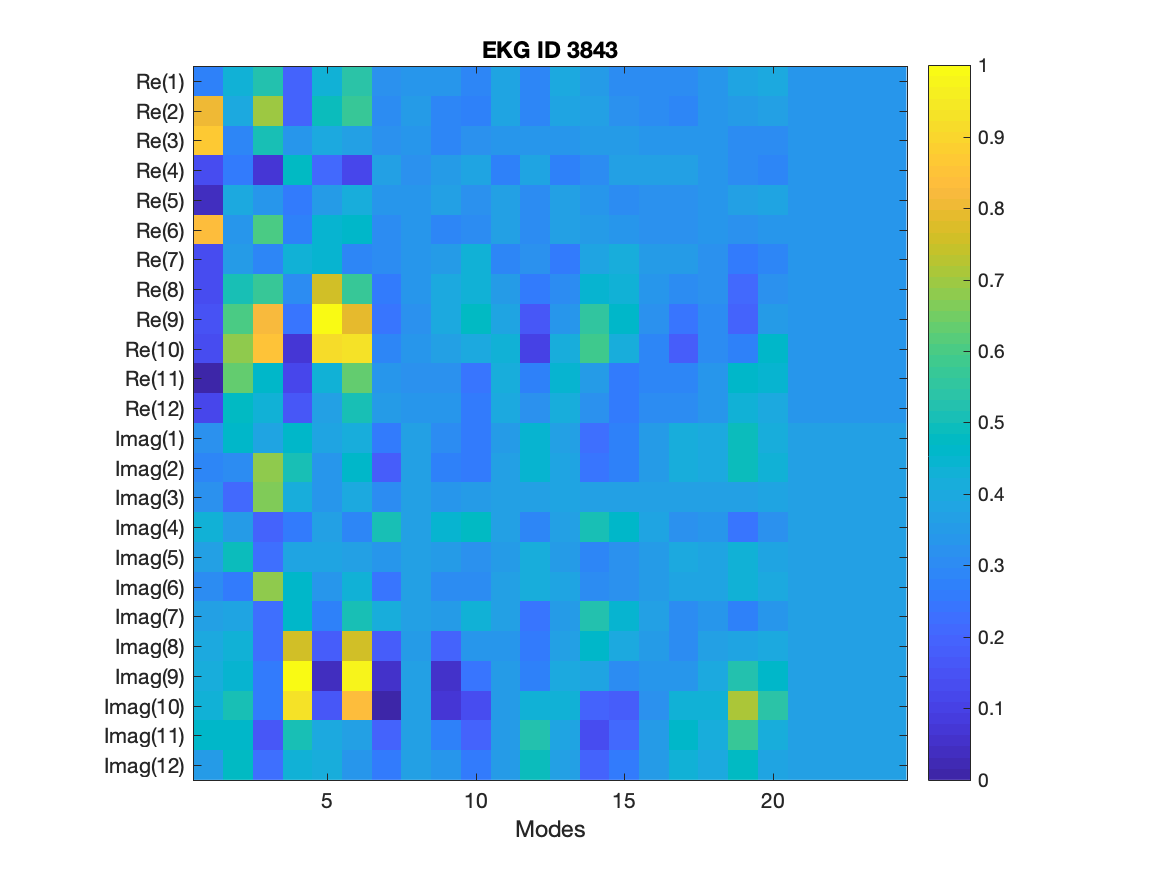 EKG ID 3843
Re(1)
Re(2)
Re(3)
Re(4)
Re(5)
Re(6)
Re(7)
Re(8)
Re(9)
Re(10)
Re(11)
Re(12)
Imag(1)
Imag(2)
Imag(3)
Imag(4)
Imag(5)
Imag(6)
Imag(7)
Imag(8)
Imag(9)
Imag(10)
Imag(11)
Imag(12)
5 10 15 20
Modes
1
0.9
0.8
0.7
0.6
0.5
0.4
0.3
0.2
0.1
0